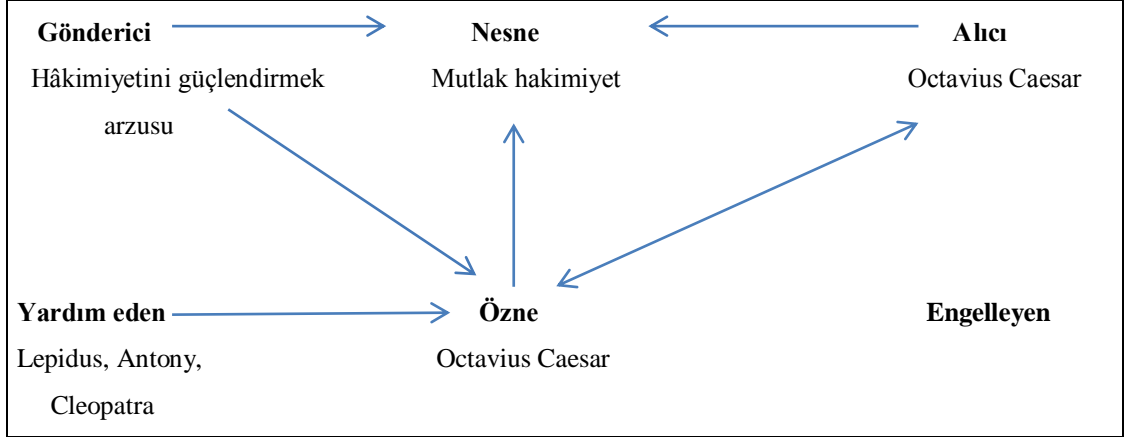 Gönderici
Hâkimiyetini güçlendirmek
arzusu
Nesne
Mutlak hakimiyet
Alıcı
Octavius Caesar
Yardım eden
Lepidus, Antony,
Cleopatra
Özne
Octavius Caesar
Engelleyen